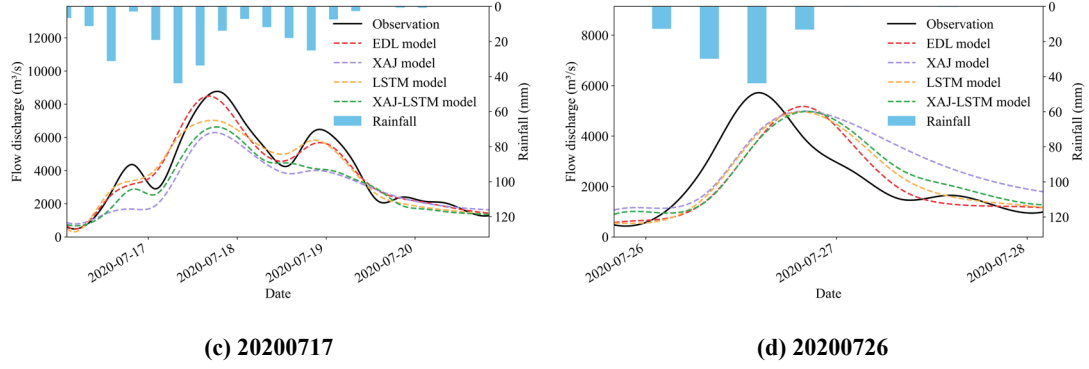 0
20
40
60
80
100
120
Rainfall (mm)
14000
12000
10000
8000
6000
4000
2000
0
Flow discharge (m³/s)
Observation
EDL model
XAJ model
LSTM model
XAJ-LSTM model
Rainfall
2020-07-17
2020-07-18
2020-07-19
2020-07-20
Date
(c) 20200717
0
20
40
60
80
100
120
Rainfall (mm)
8000
6000
4000
2000
0
Flow discharge (m³/s)
Observation
EDL model
XAJ model
LSTM model
XAJ-LSTM model
Rainfall
2020-07-26
2020-07-27
2020-07-28
Date
(d) 20200726